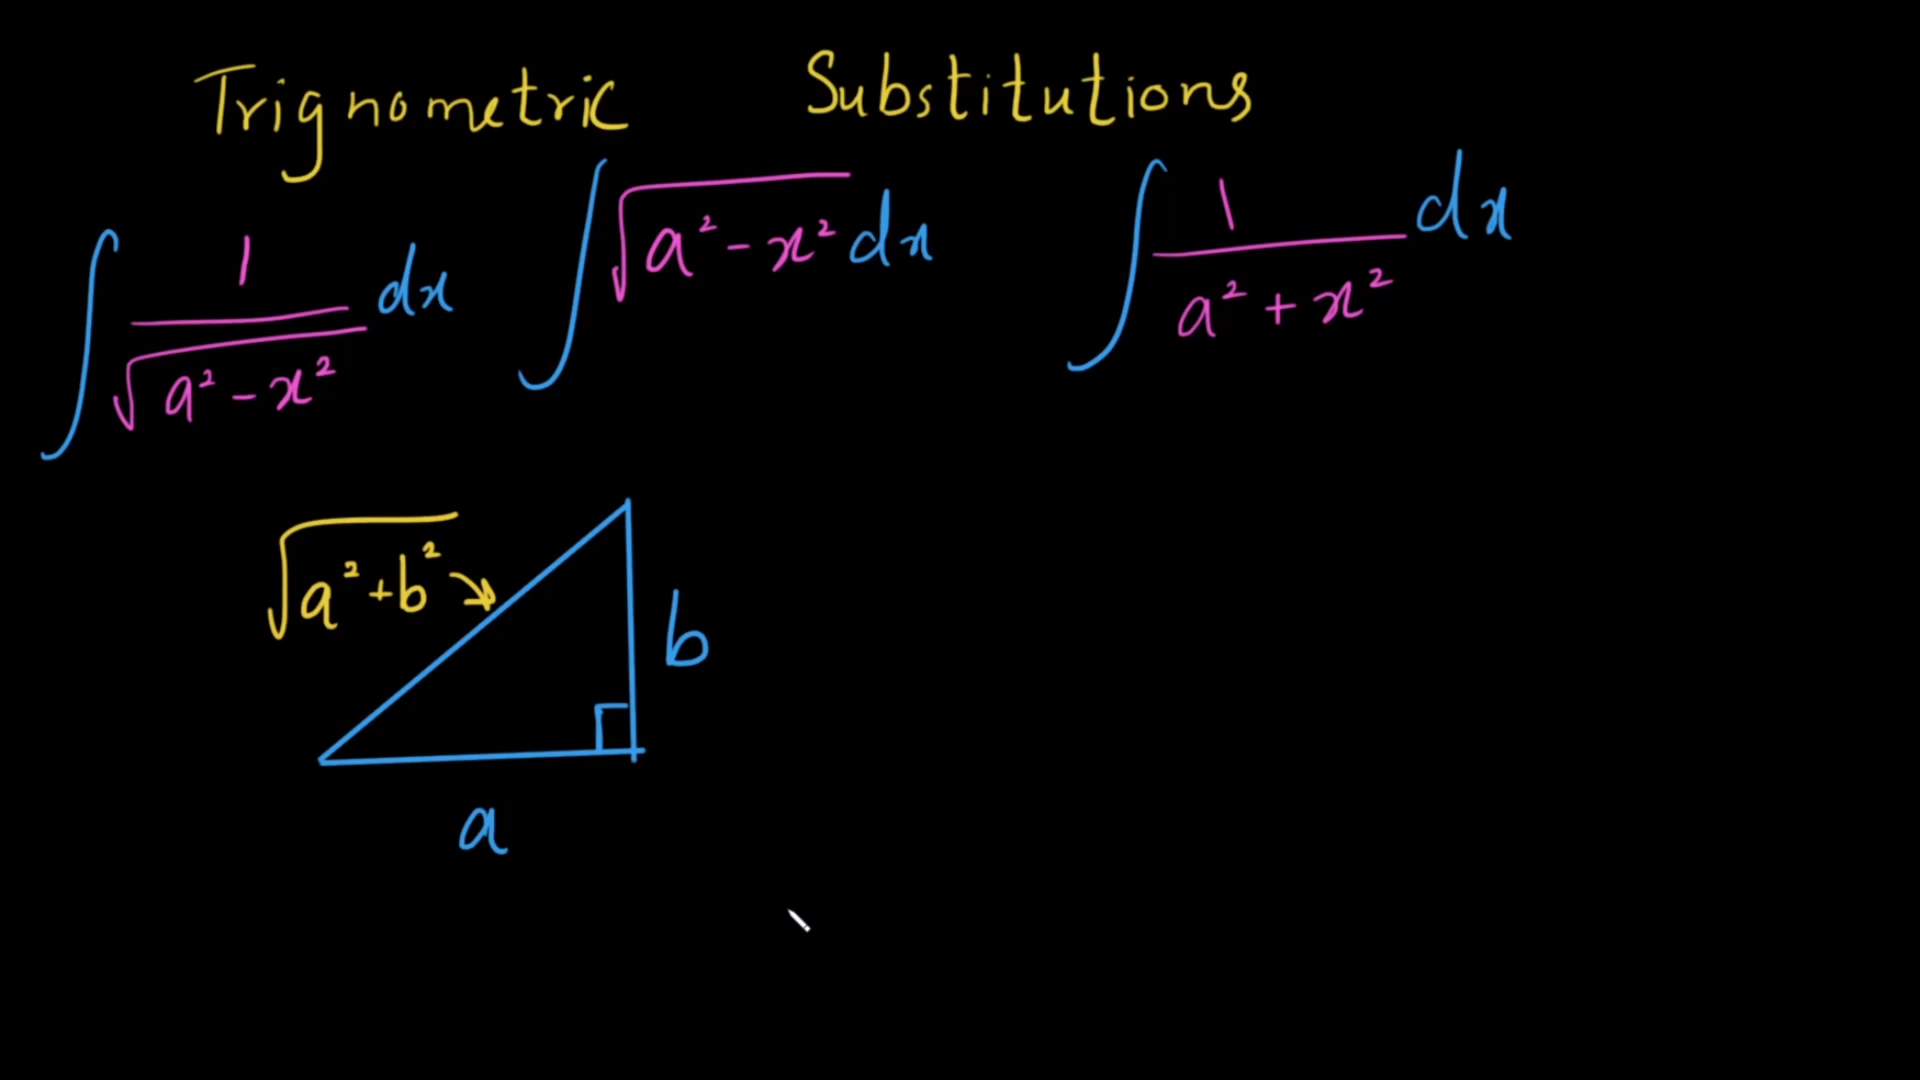 Trignometric Substitutions
∫ 1/√(a² - x²) dx ∫ √(a² - x²) dx ∫ 1/(a² + x²) dx
√(a² + b²)
b
a